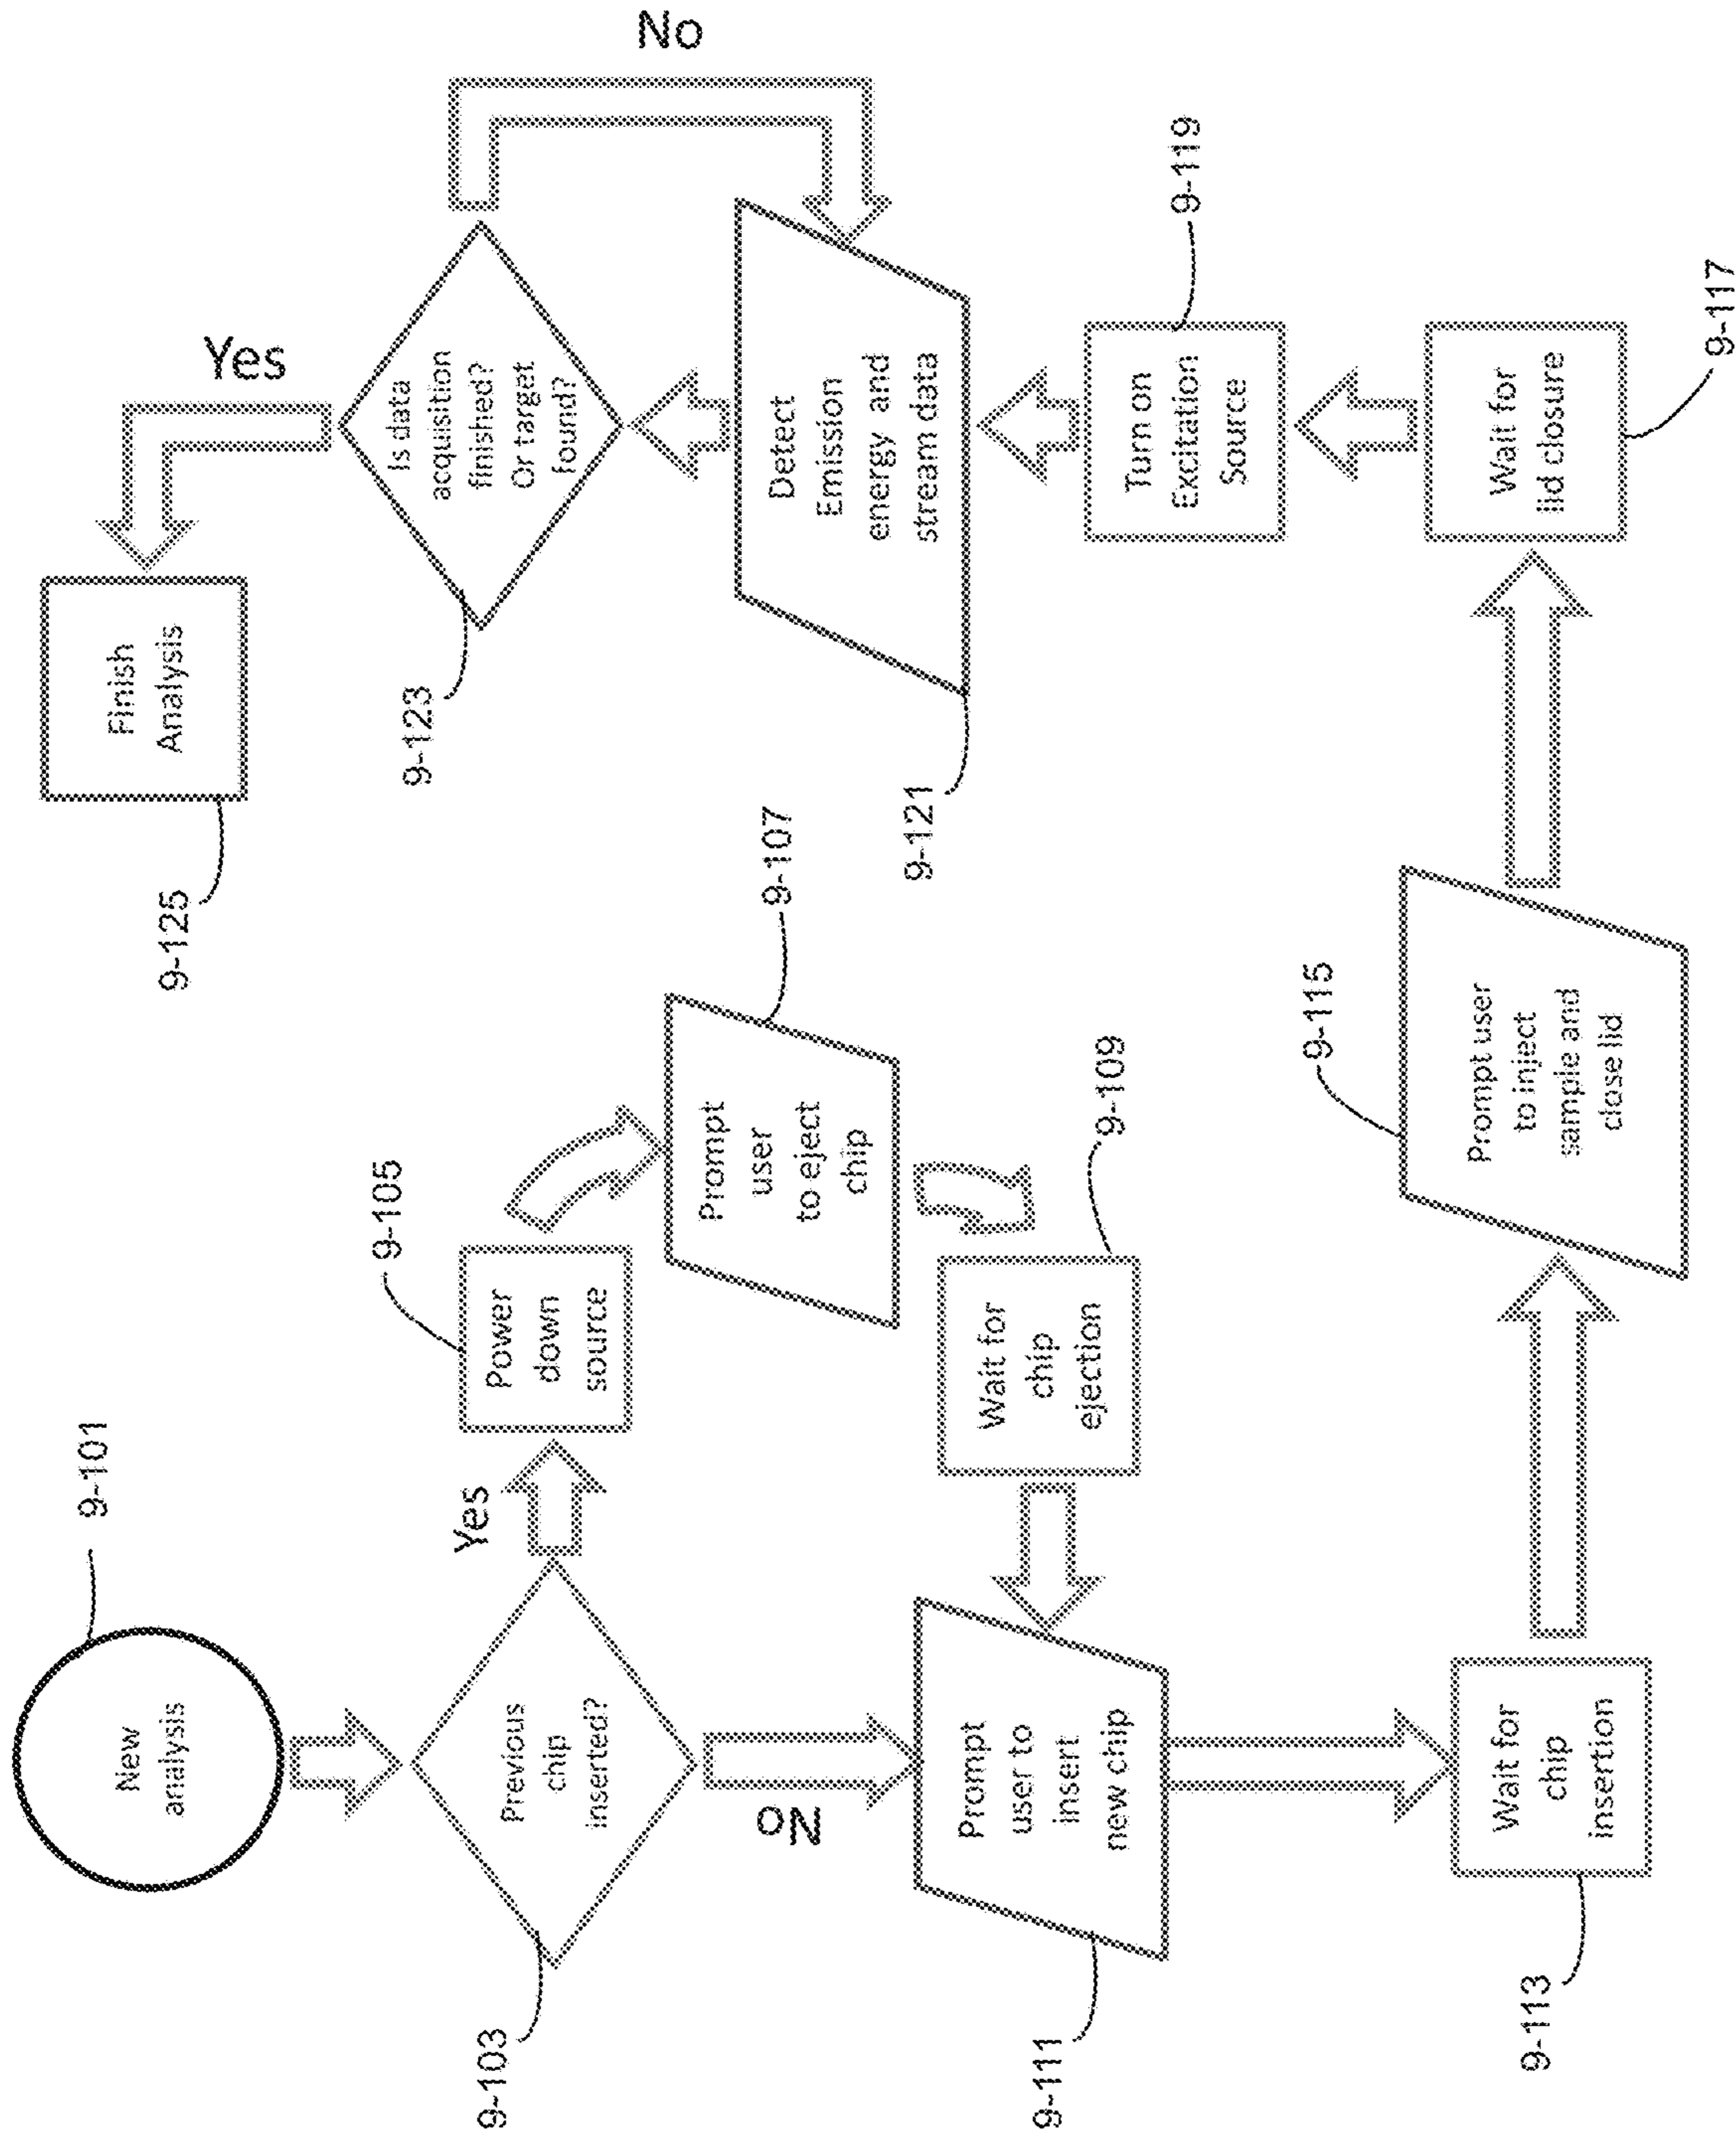 9-101
New
analysis
9-103
Previous
chip
inserted?
Yes
No
9-105
Power
down
source
9-107
Prompt
user
to eject
chip
9-109
Wait for
chip
ejection
9-111
Prompt
user to
insert
new chip
9-113
Wait for
chip
insertion
9-115
Prompt user
to inject
sample and
close lid
9-117
Wait for
lid closure
9-119
Turn on
Excitation
Source
9-121
Detect
Emission
energy and
stream data
9-123
Is data
acquisition
finished?
Or target
found?
No
Yes
9-125
Finish
Analysis